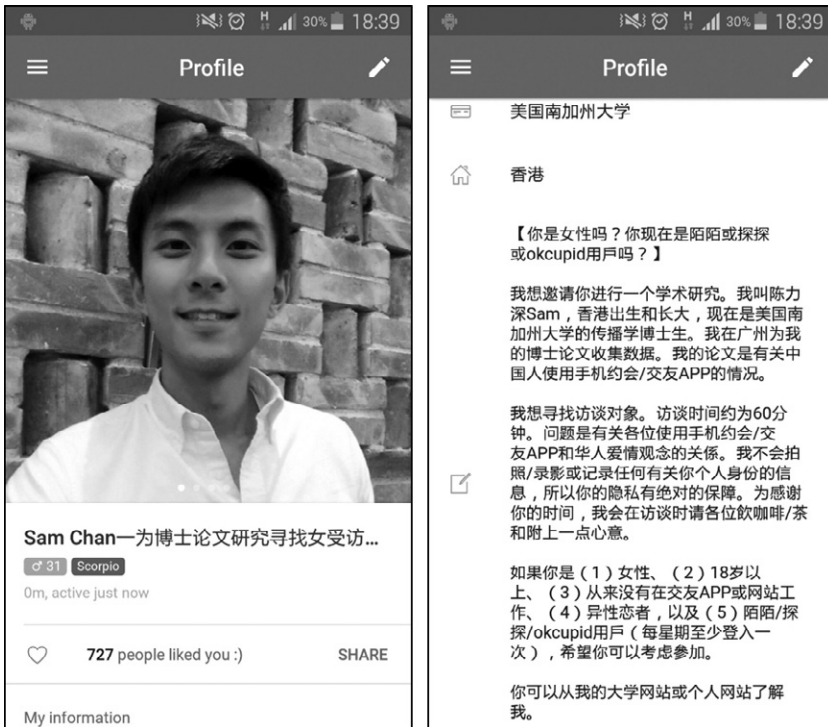 30% 18:39
Profile
Sam Chan一为博士论文研究寻找女受访...
♂ 31 Scorpio
0m, active just now
727 people liked you :) SHARE
My information
30% 18:39
Profile
美国南加州大学
香港
【你是女性吗？你现在是陌陌或探探
或okcupid用戶吗？】
我想邀请你进行一个学术研究。我叫陈力
深Sam，香港出生和长大，现在是美国南
加州大学的传播学博士生。我在广州为我
的博士论文收集数据。我的论文是有关中
国人使用手机约会/交友APP的情况。
我想寻找访谈对象。访谈时间约为60分
钟。问题是有关各位使用手机约会/交
友APP和华人爱情观念的关係。我不会拍
照/录影或记录任何有关你个人身份的信
息，所以你的隐私有绝对的保障。为感谢
你的时间，我会在访谈时请各位飲咖啡/茶
和附上一点心意。
如果你是（1）女性、（2）18岁以
上、（3）从来没有在交友APP或网站工
作、（4）异性恋者，以及（5）陌陌/探
探/okcupid用戶（每星期至少登入一
次），希望你可以考虑參加。
你可以从我的大学网站或个人网站了解
我。